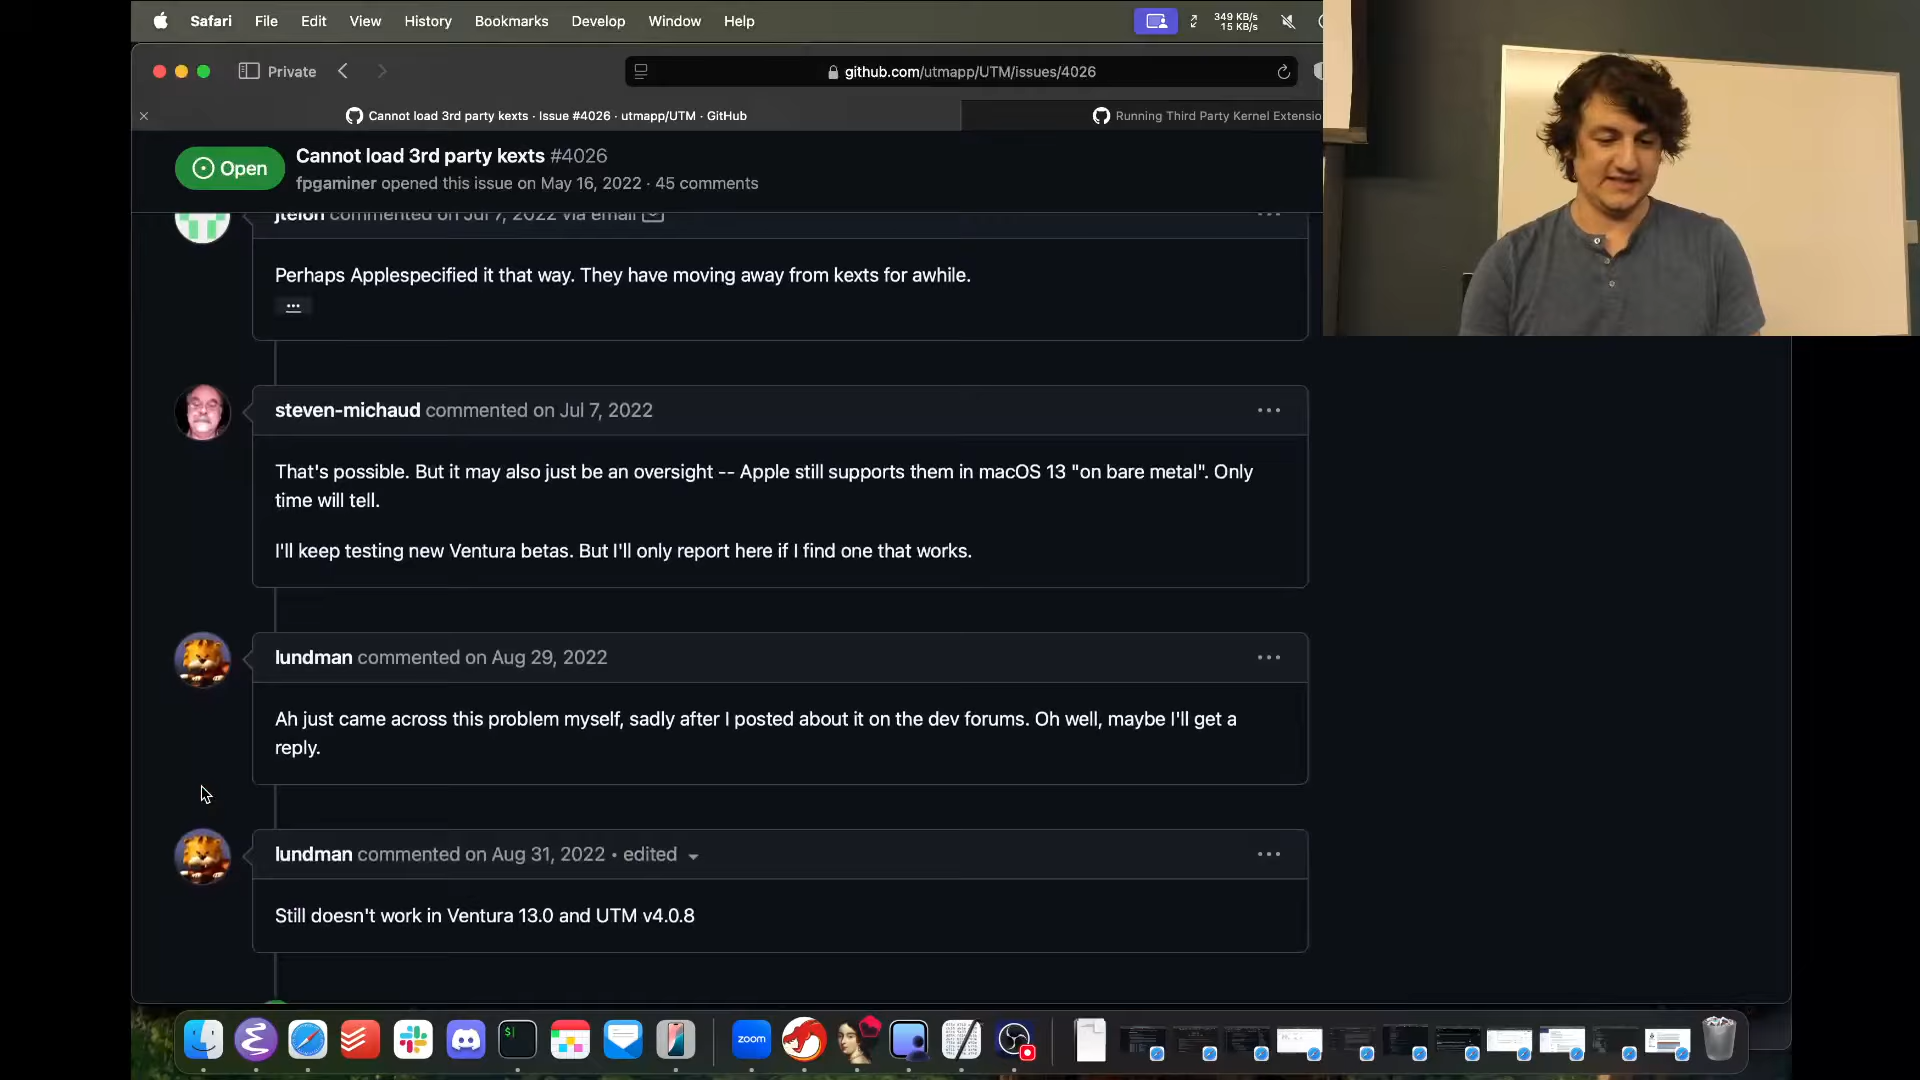 Safari File Edit View History Bookmarks Develop Window Help
349 KB/s
15 KB/s
Private
github.com/utmapp/UTM/issues/4026
Cannot load 3rd party kexts · Issue #4026 · utmapp/UTM · GitHub
Running Third Party Kernel Extensio
Open
Cannot load 3rd party kexts #4026
fpgaminer opened this issue on May 16, 2022 · 45 comments
commented on Jul 7, 2022 via email
Perhaps Applespecified it that way. They have moving away from kexts for awhile.
...
steven-michaud commented on Jul 7, 2022
That's possible. But it may also just be an oversight -- Apple still supports them in macOS 13 "on bare metal". Only
time will tell.
I'll keep testing new Ventura betas. But I'll only report here if I find one that works.
lundman commented on Aug 29, 2022
Ah just came across this problem myself, sadly after I posted about it on the dev forums. Oh well, maybe I'll get a
reply.
lundman commented on Aug 31, 2022 • edited
Still doesn't work in Ventura 13.0 and UTM v4.0.8
$
zoom